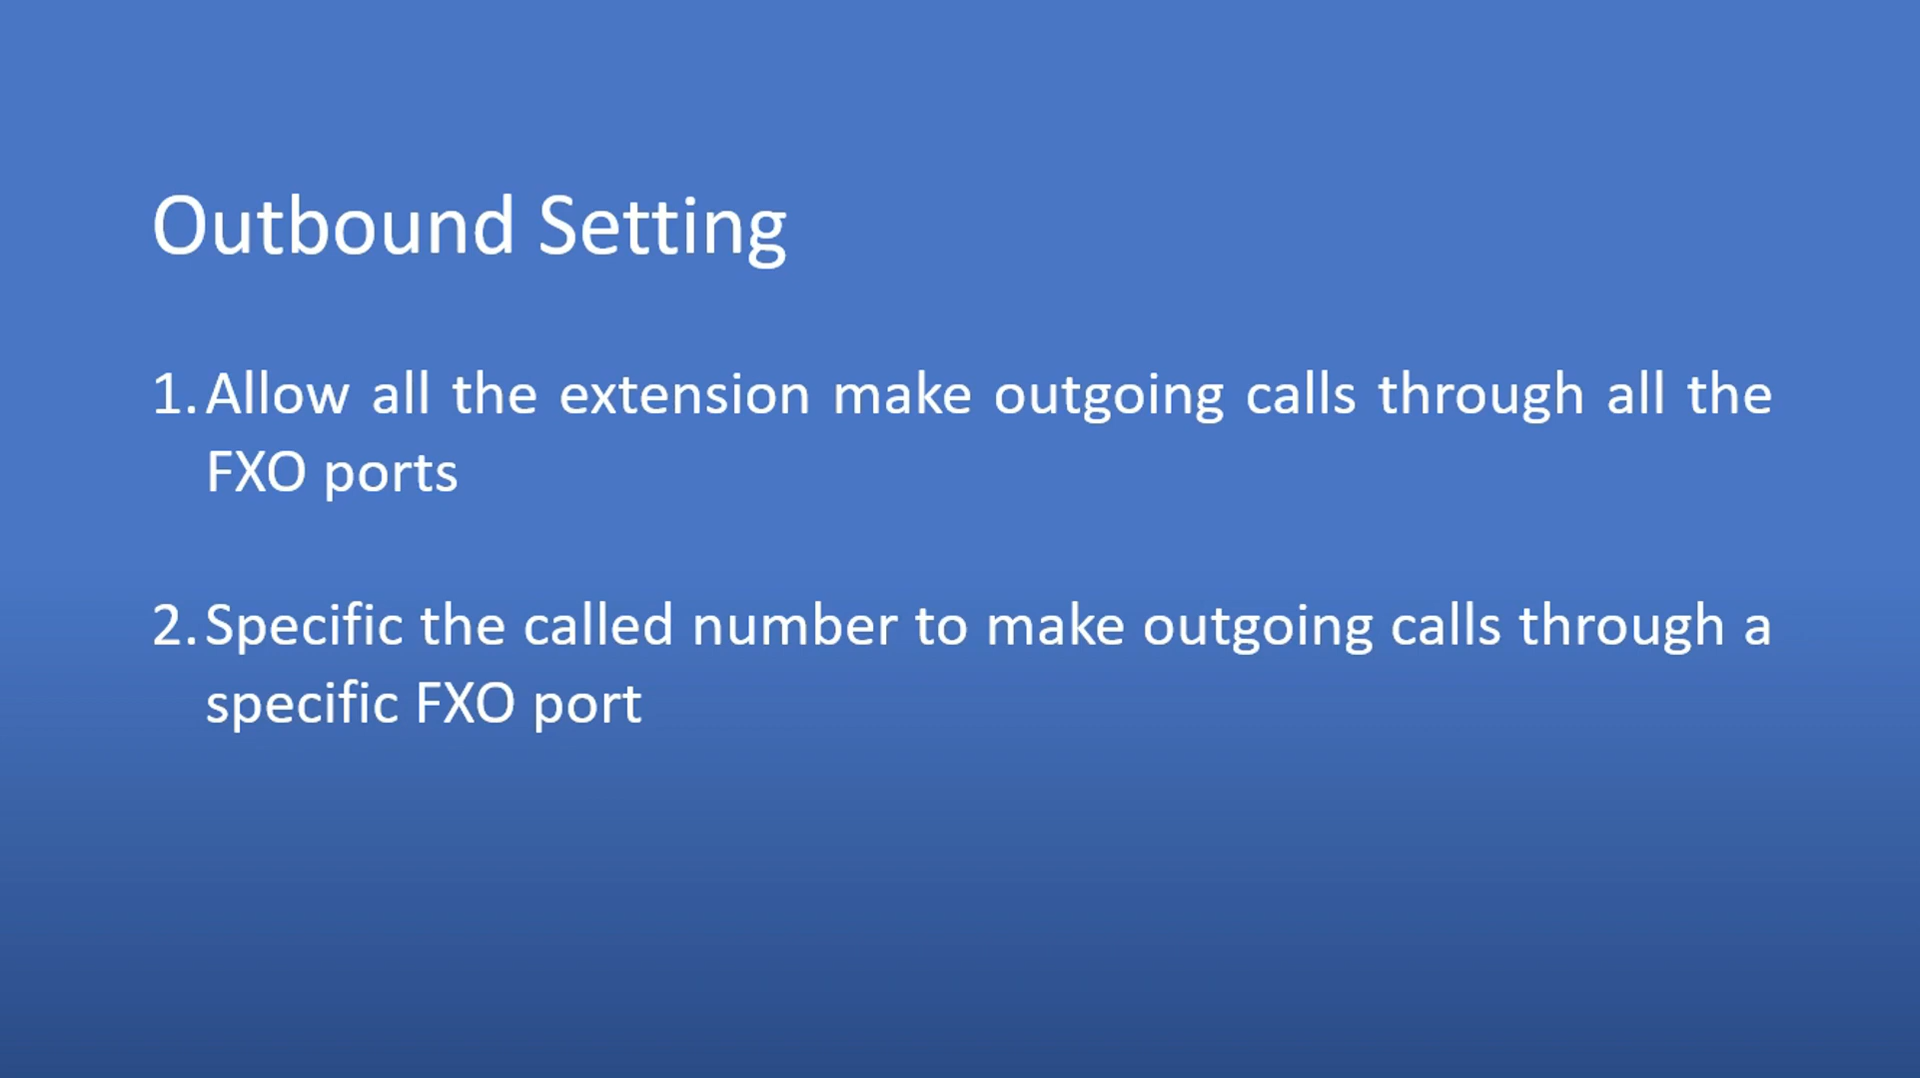 Outbound Setting
1. Allow all the extension make outgoing calls through all the
FXO ports
2. Specific the called number to make outgoing calls through a
specific FXO port